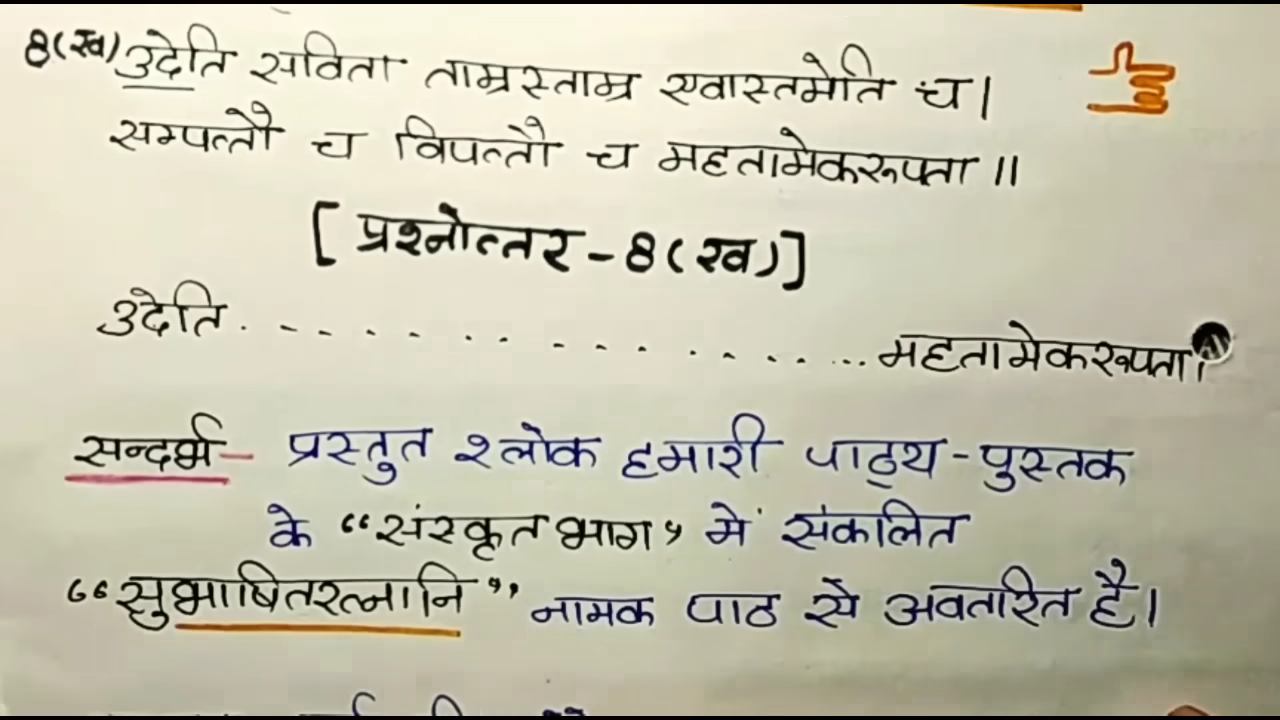 8(ख) उदेति सविता ताम्रस्ताम्र एवास्तमेति च।
सम्पत्तौ च विपत्तौ च महतामेकरूपता ॥
[ प्रश्नोत्तर - 8(ख)]
उदेति. . . . . . . . . . . . . . . . . महतामेकरूपता।
सन्दर्भ - प्रस्तुत श्लोक हमारी पाठ्य-पुस्तक
के “संस्कृत भाग” में संकलित
“सुभाषितरत्नानि” नामक पाठ से अवतरित है।